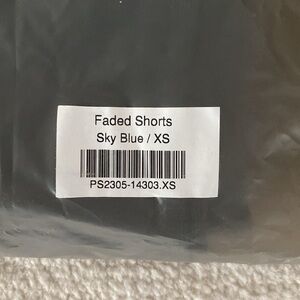 Faded Shorts
Sky Blue / XS
PS2305-14303.XS